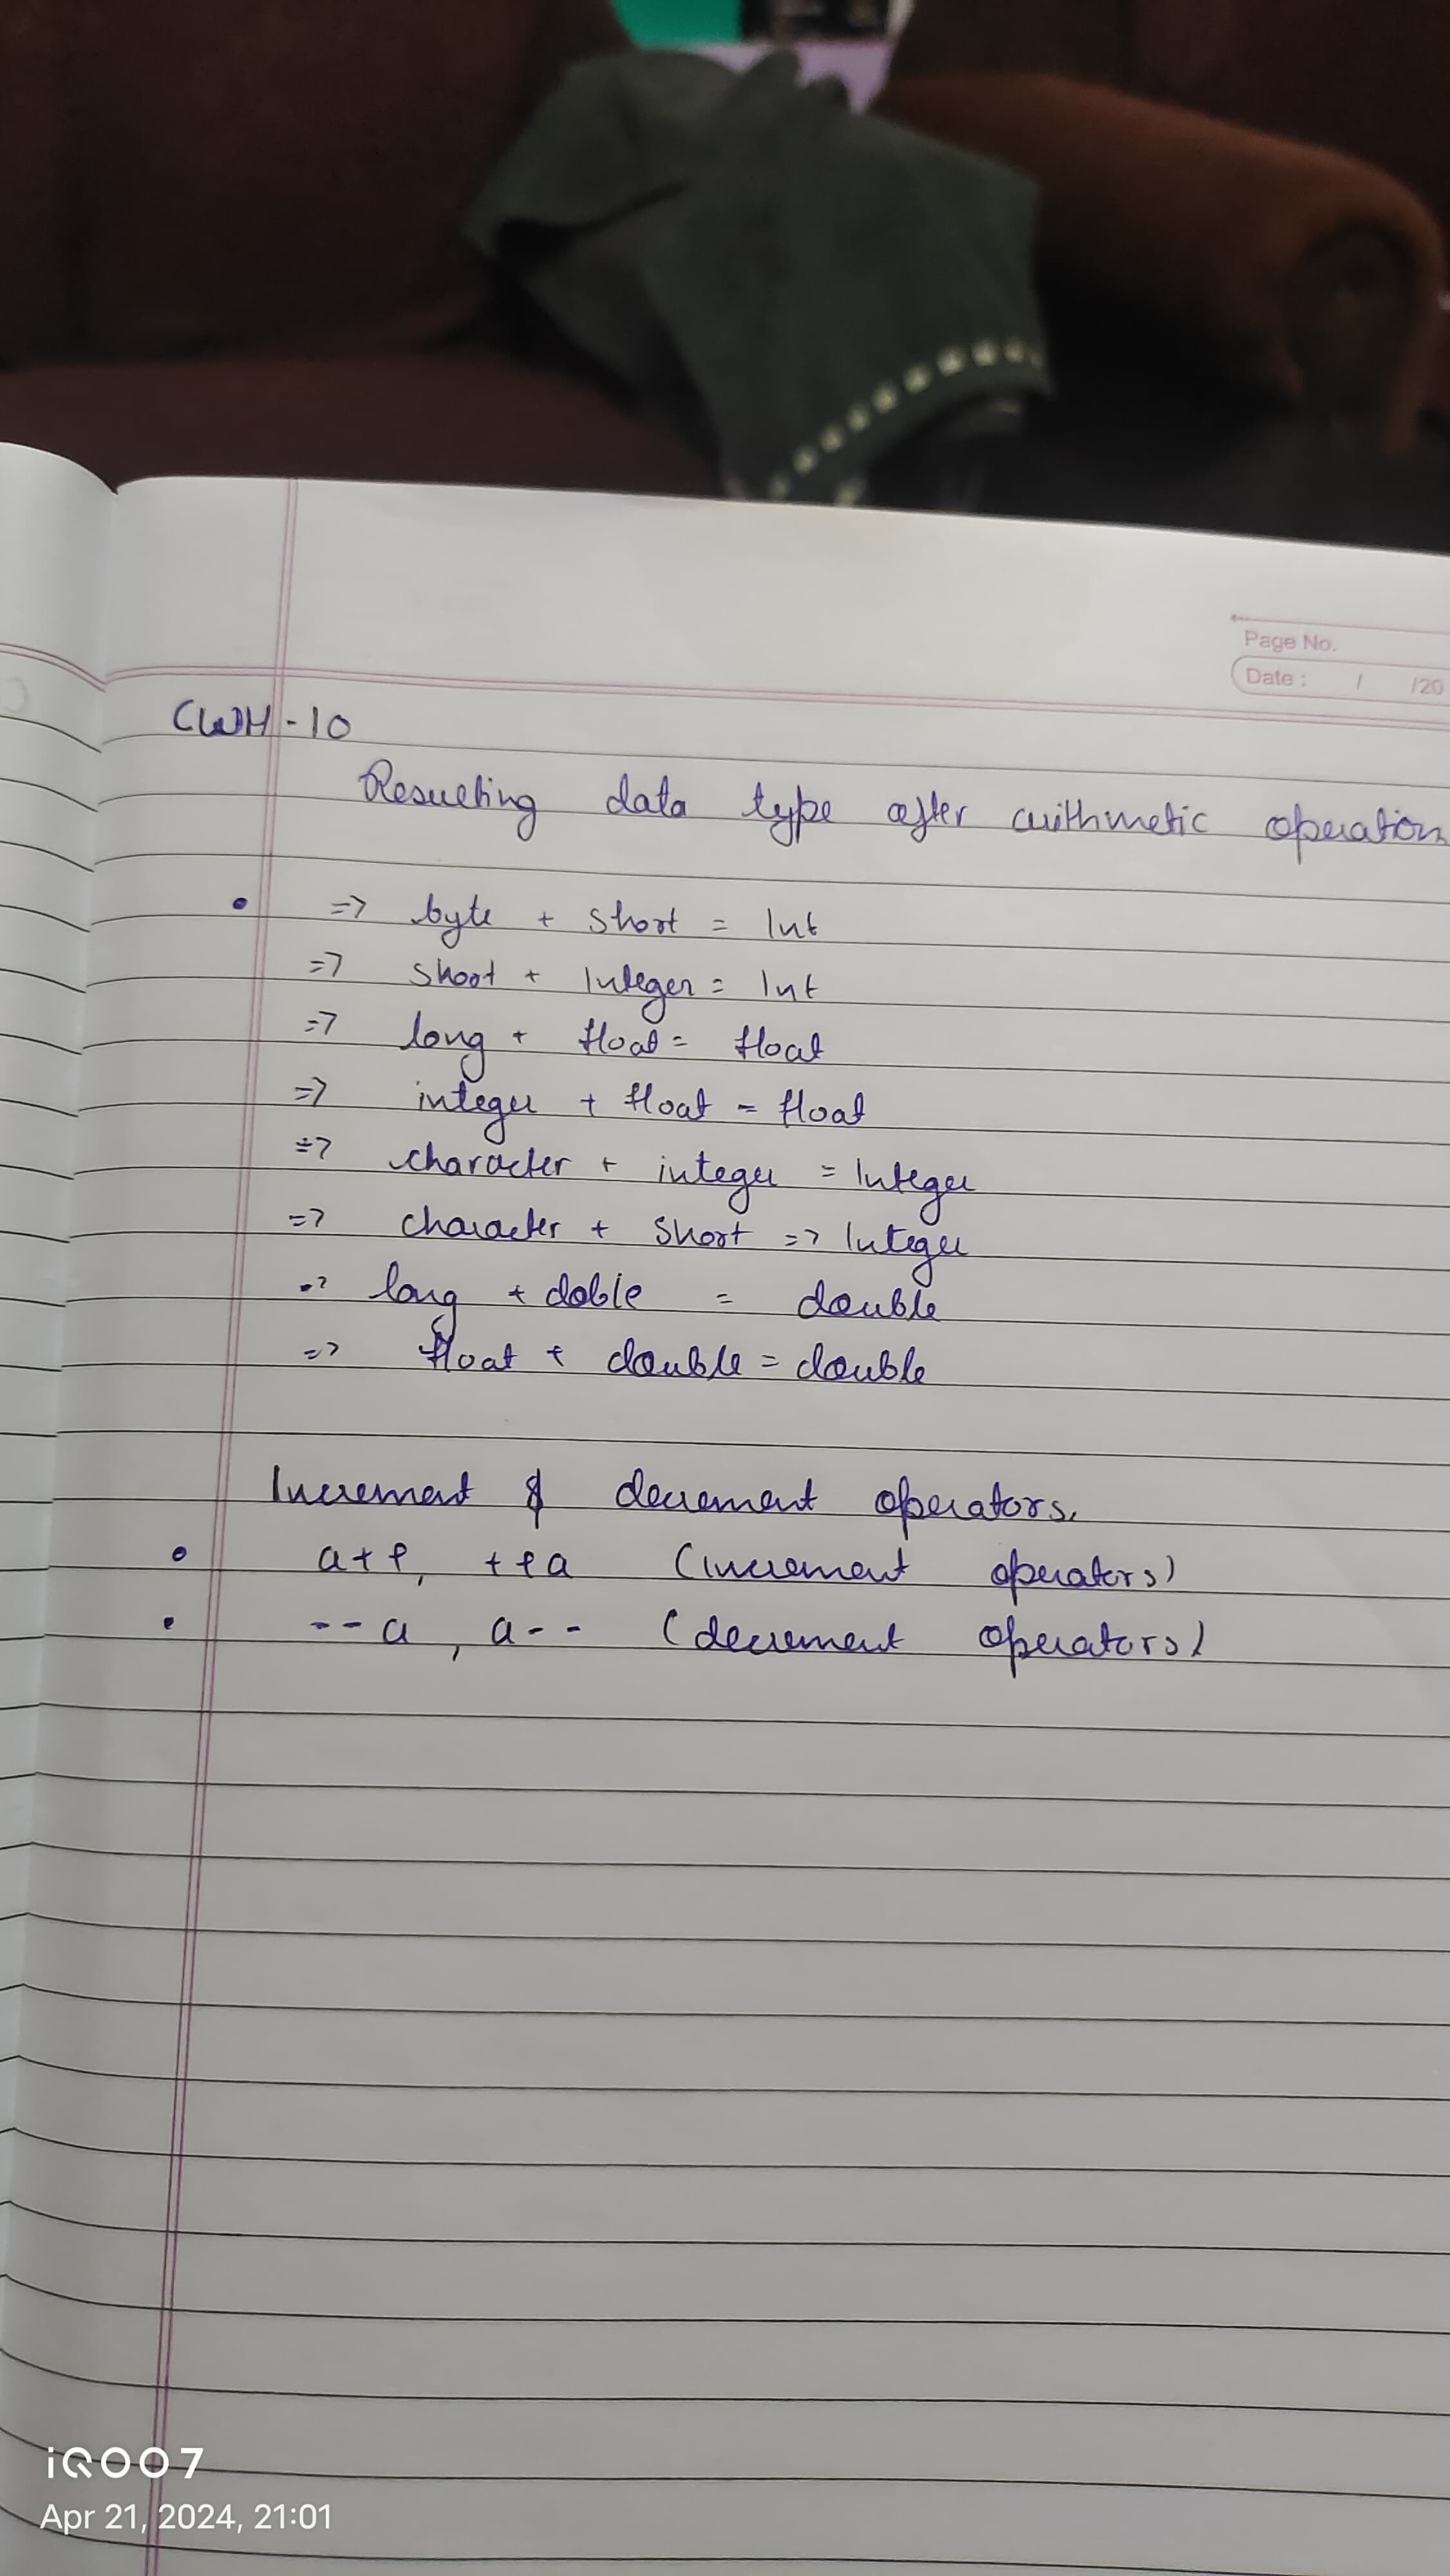 Page No.
Date : / /20
CWH - 10
Resulting data type after arithmetic operation
• => byte + short = Int
=> short + Integer = Int
=> long + float = float
=> integer + float = float
=> character + integer = Integer
=> character + short => Integer
=> long + doble = double
=> float + double = double
Increment & decrement operators.
• a++, ++a (increment operators)
• --a, a-- (decrement operators)
iQOO7
Apr 21, 2024, 21:01